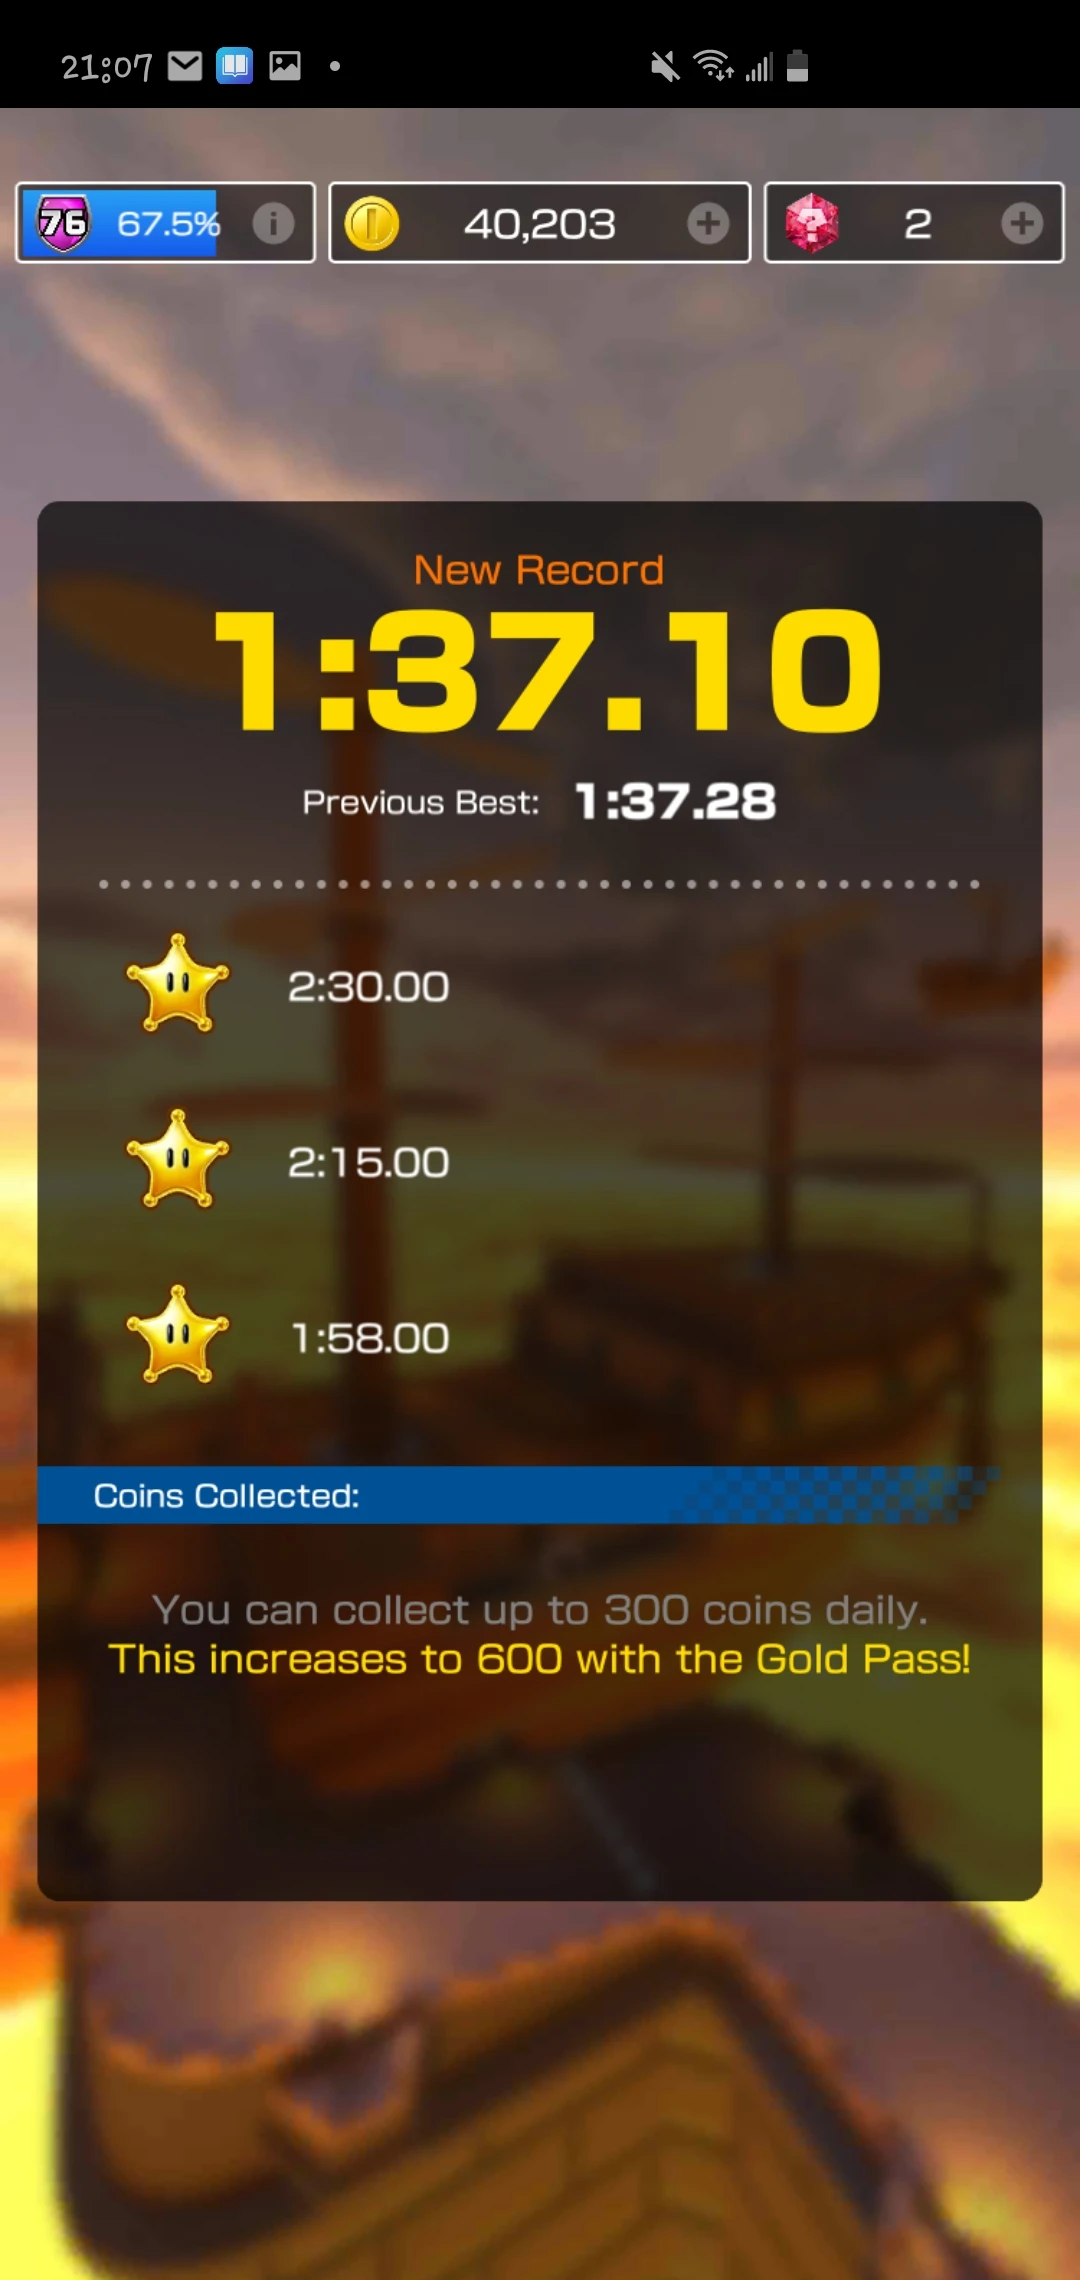 21:07
76 67.5% i 40,203 + ? 2 +
New Record
1:37.10
Previous Best: 1:37.28
2:30.00
2:15.00
1:58.00
Coins Collected:
You can collect up to 300 coins daily.
This increases to 600 with the Gold Pass!